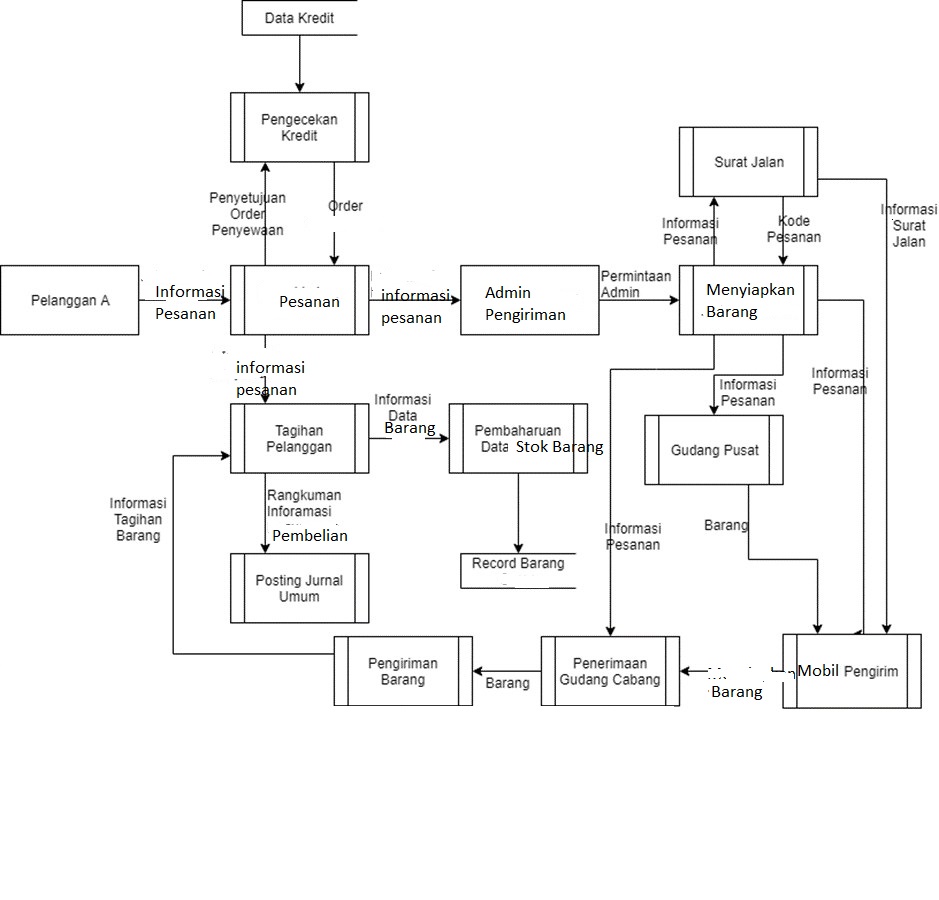 Data Kredit
Pengecekan
Kredit
Surat Jalan
Penyetujuan
Order
Penyewaan
Order
Informasi
Pesanan
Kode
Pesanan
Informasi
Surat
Jalan
Pelanggan A
Informasi
Pesanan
Pesanan
informasi
pesanan
Admin
Pengiriman
Permintaan
Admin
Menyiapkan
Barang
informasi
pesanan
Informasi
Pesanan
Informasi
Pesanan
Tagihan
Pelanggan
Informasi
Data
Barang
Pembaharuan
Data Stok Barang
Gudang Pusat
Informasi
Tagihan
Barang
Rangkuman
Inforamasi
Pembelian
Informasi
Pesanan
Barang
Posting Jurnal
Umum
Record Barang
Pengiriman
Barang
Barang
Penerimaan
Gudang Cabang
Barang
Mobil Pengirim